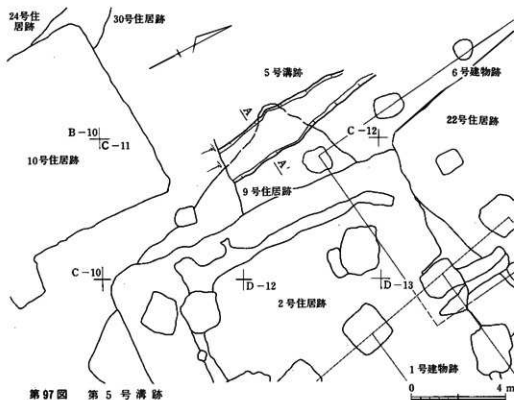 24号住
居跡
30号住居跡
5号溝跡
6号建物跡
A
B-10
C-11
C-12
22号住居跡
10号住居跡
A'
9号住居跡
C-10
D-12
D-13
2号住居跡
1号建物跡
第97図 第5号溝跡
0 4m